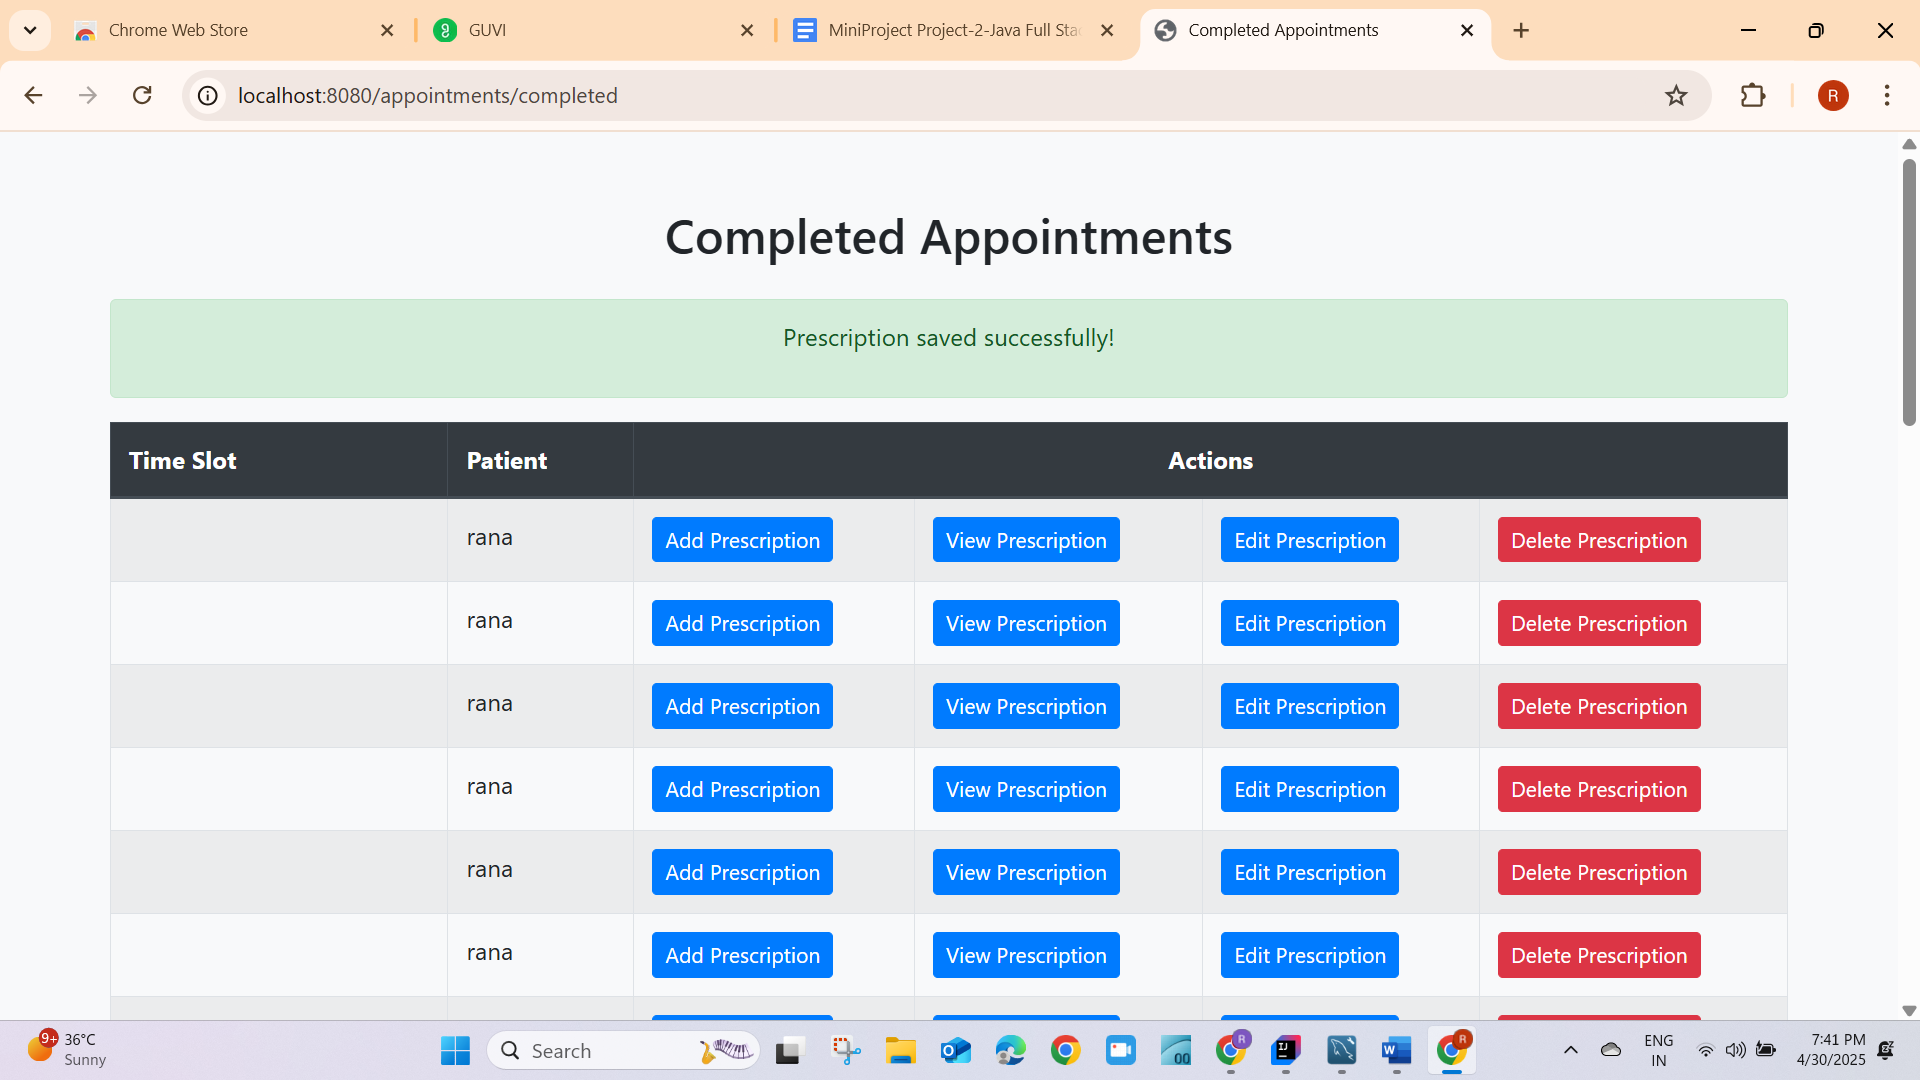 Chrome Web Store
GUVI
MiniProject Project-2-Java Full Sta
Completed Appointments
localhost:8080/appointments/completed
R
Completed Appointments
Prescription saved successfully!
Time Slot Patient Actions
rana Add Prescription View Prescription Edit Prescription Delete Prescription
rana Add Prescription View Prescription Edit Prescription Delete Prescription
rana Add Prescription View Prescription Edit Prescription Delete Prescription
rana Add Prescription View Prescription Edit Prescription Delete Prescription
rana Add Prescription View Prescription Edit Prescription Delete Prescription
rana Add Prescription View Prescription Edit Prescription Delete Prescription
9+
36°C
Sunny
Search
ENG
IN
7:41 PM
4/30/2025